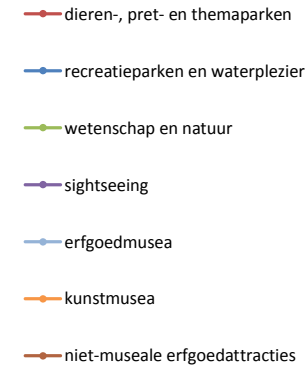 dieren-, pret- en themaparken
recreatieparken en waterplezier
wetenschap en natuur
sightseeing
erfgoedmusea
kunstmusea
niet-museale erfgoedattracties